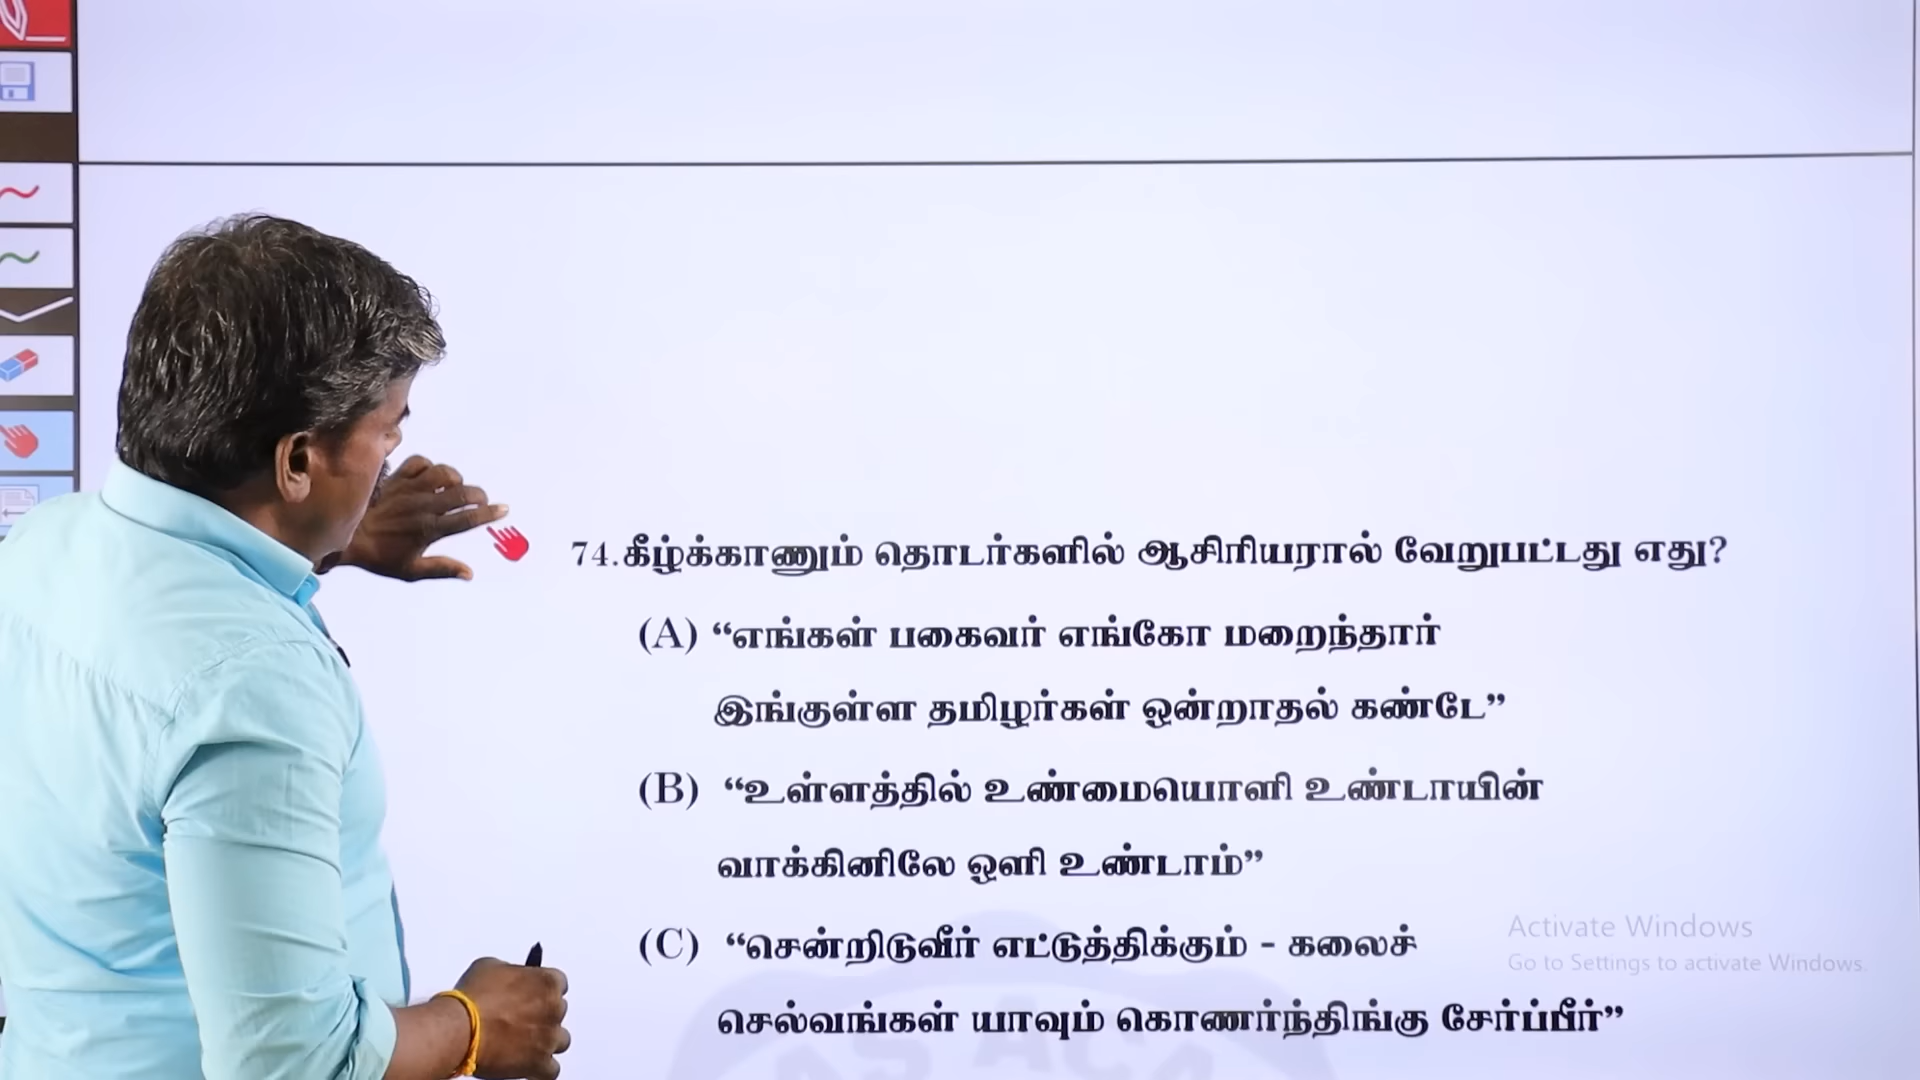 74.கீழ்க்காணும் தொடர்களில் ஆசிரியரால் வேறுபட்டது எது?
(A) “எங்கள் பகைவர் எங்கோ மறைந்தார்
இங்குள்ள தமிழர்கள் ஒன்றாதல் கண்டே”
(B) “உள்ளத்தில் உண்மையொளி உண்டாயின்
வாக்கினிலே ஒளி உண்டாம்”
(C) “சென்றிடுவீர் எட்டுத்திக்கும் - கலைச்
செல்வங்கள் யாவும் கொணர்ந்திங்கு சேர்ப்பீர்”
Activate Windows
Go to Settings to activate Windows.